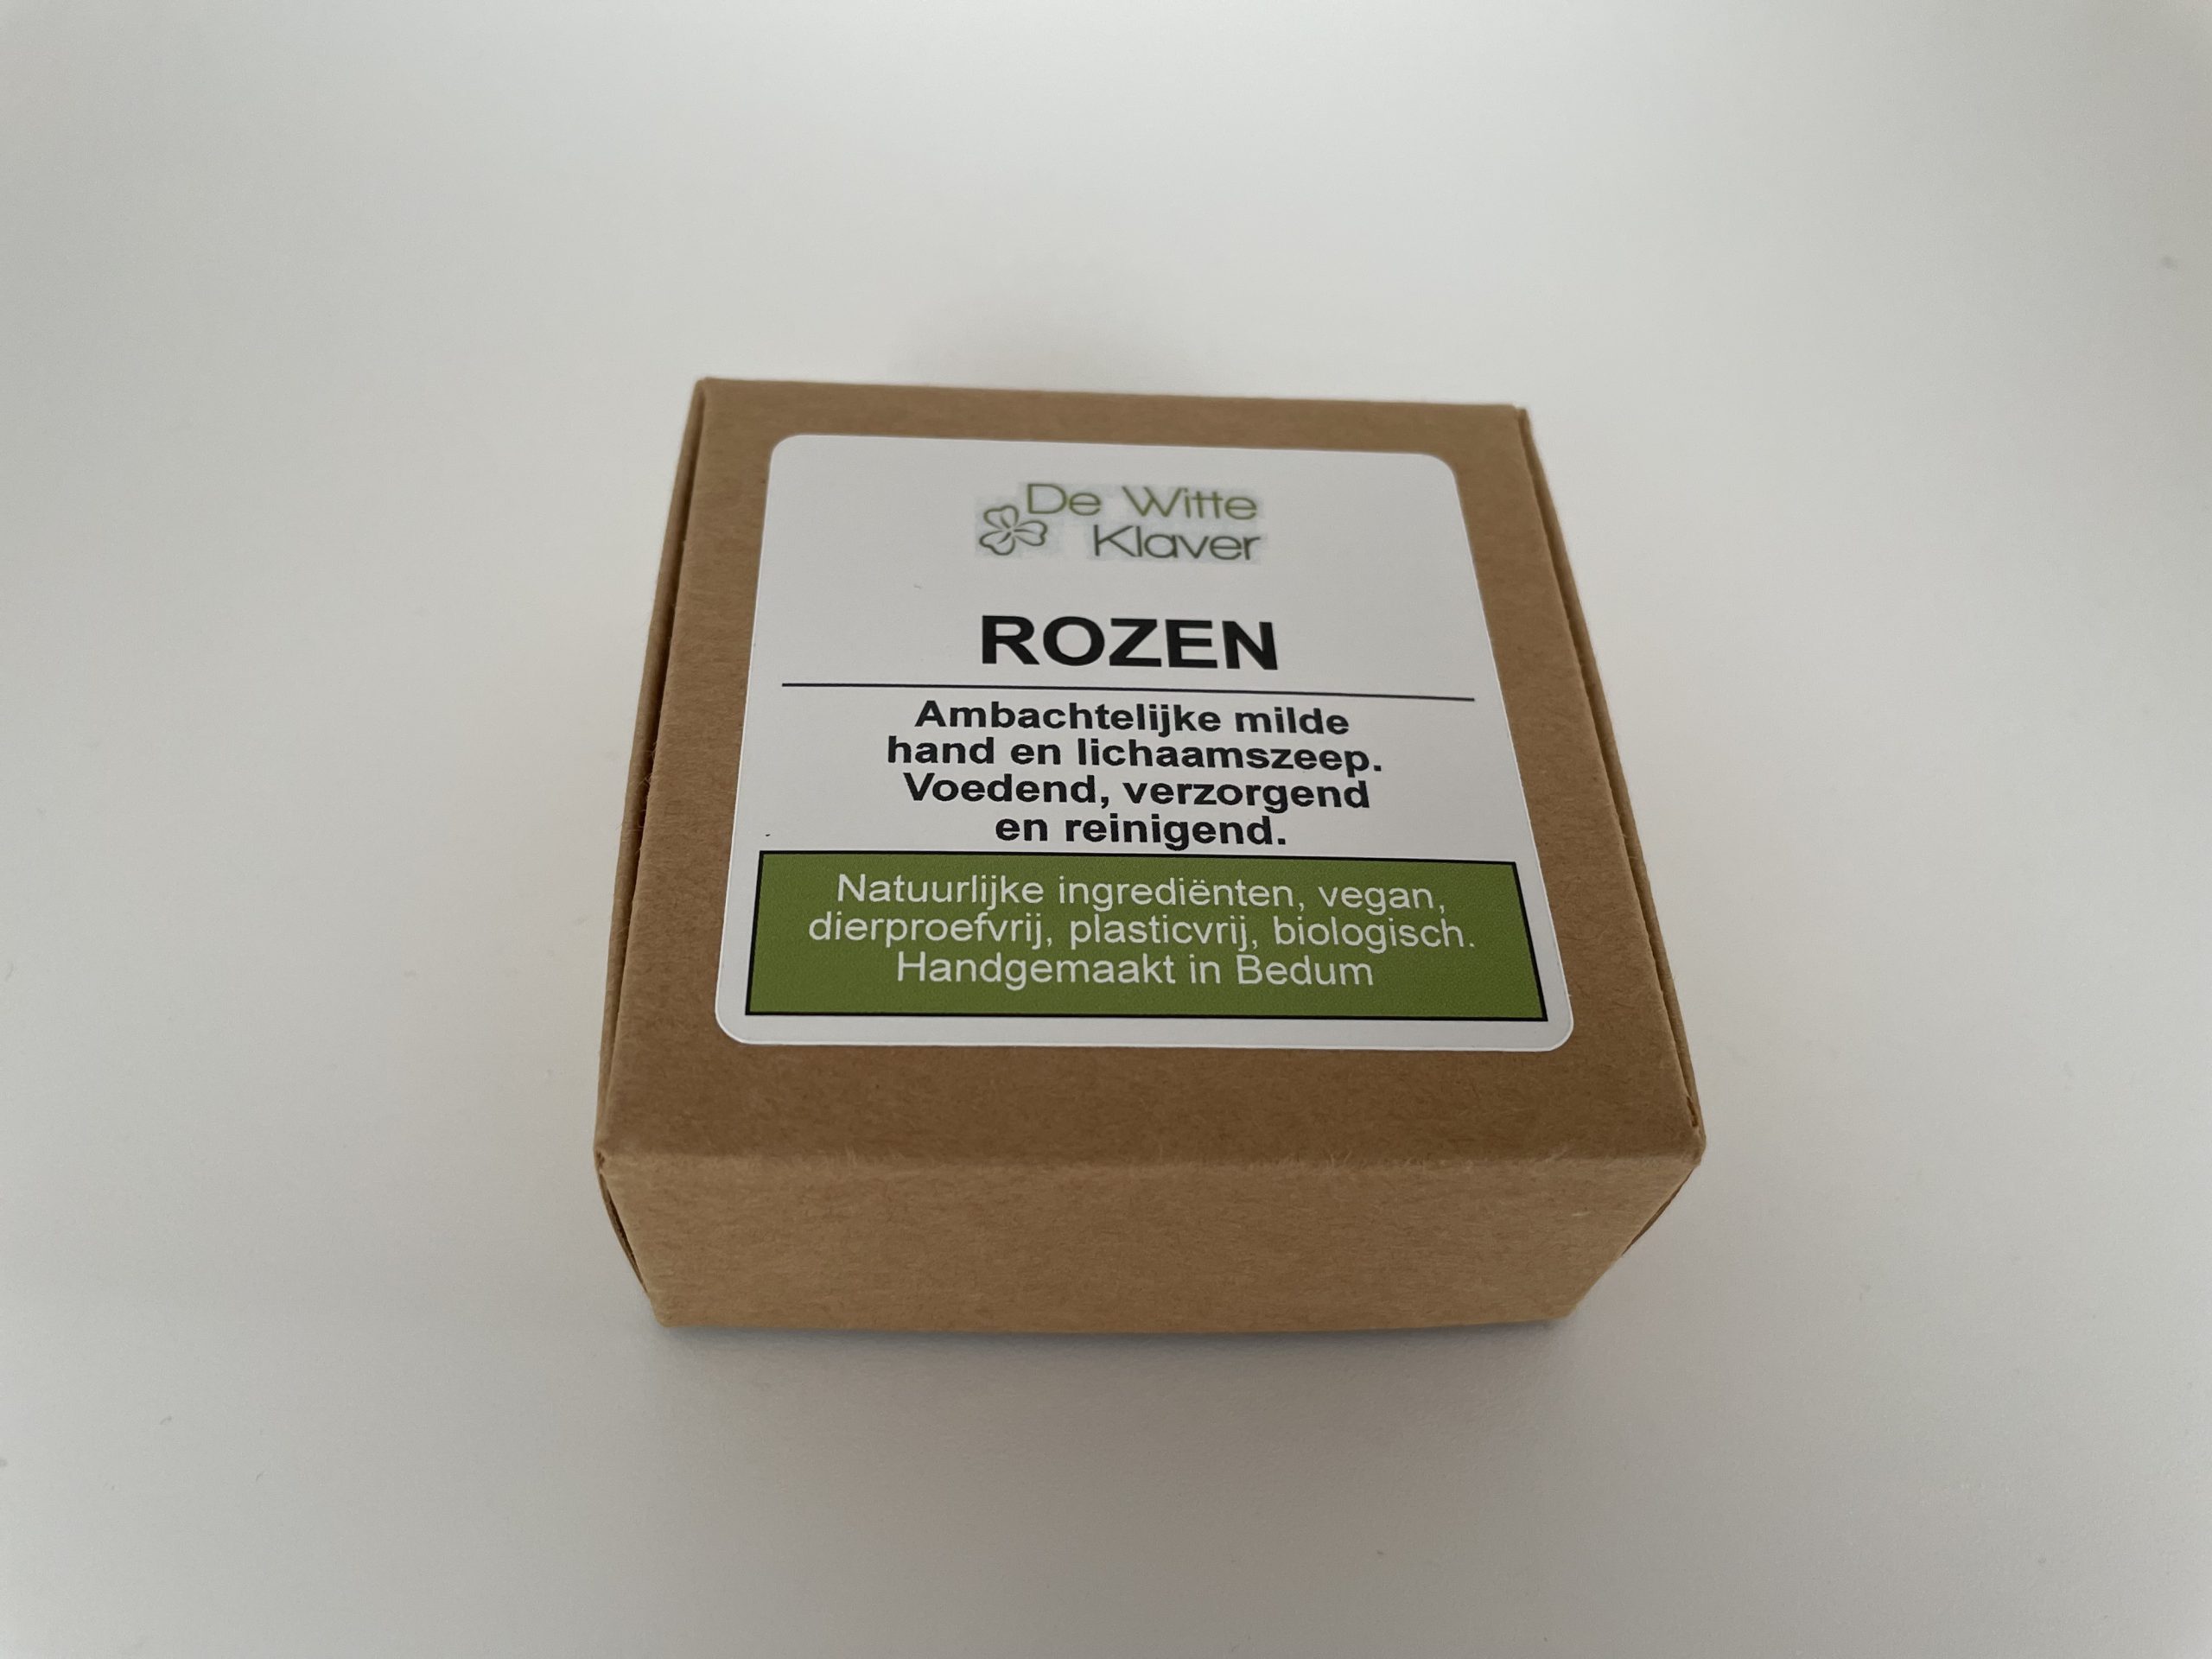 De Witte
Klaver
ROZEN
Ambachtelijke milde
hand en lichaamszeep.
Voedend, verzorgend
en reinigend.
Natuurlijke ingrediënten, vegan,
dierproefvrij, plasticvrij, biologisch.
Handgemaakt in Bedum